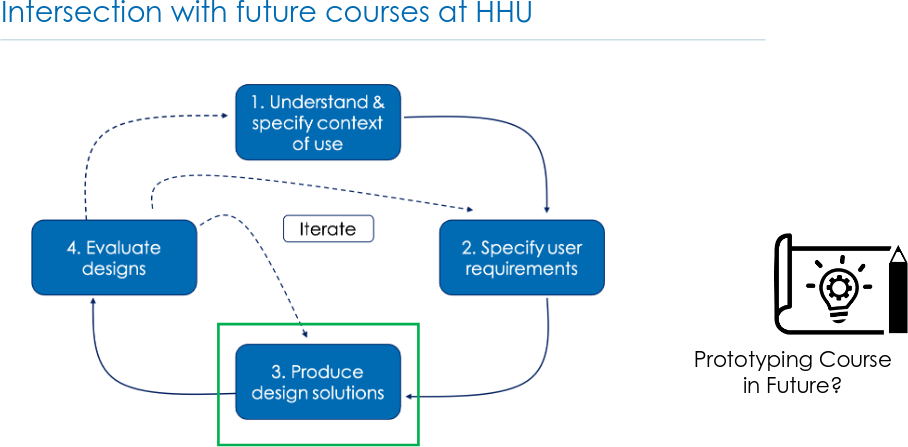 Intersection with future courses at HHU
1. Understand &
specify context
of use
Iterate
4. Evaluate
designs
2. Specify user
requirements
3. Produce
design solutions
Prototyping Course
in Future?